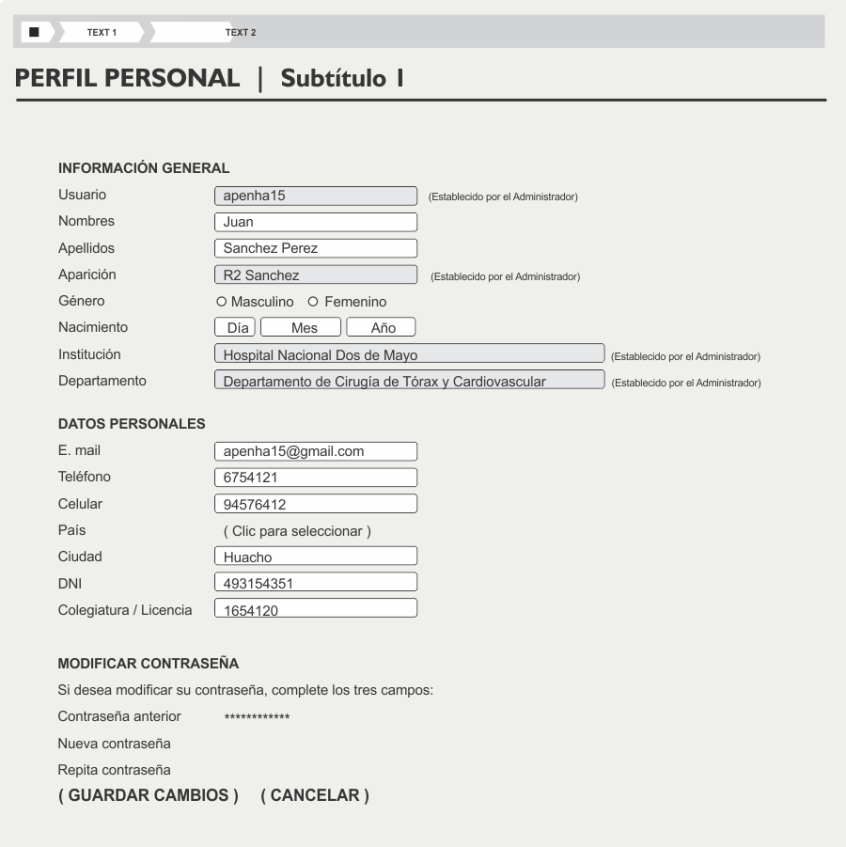 TEXT 1 TEXT 2
PERFIL PERSONAL | Subtítulo 1
INFORMACIÓN GENERAL
Usuario apenha15 (Establecido por el Administrador)
Nombres Juan
Apellidos Sanchez Perez
Aparición R2 Sanchez (Establecido por el Administrador)
Género Masculino Femenino
Nacimiento Día Mes Año
Institución Hospital Nacional Dos de Mayo (Establecido por el Administrador)
Departamento Departamento de Cirugía de Tórax y Cardiovascular (Establecido por el Administrador)
DATOS PERSONALES
E. mail apenha15@gmail.com
Teléfono 6754121
Celular 94576412
País ( Clic para seleccionar )
Ciudad Huacho
DNI 493154351
Colegiatura / Licencia 1654120
MODIFICAR CONTRASEÑA
Si desea modificar su contraseña, complete los tres campos:
Contraseña anterior ************
Nueva contraseña
Repita contraseña
( GUARDAR CAMBIOS ) ( CANCELAR )